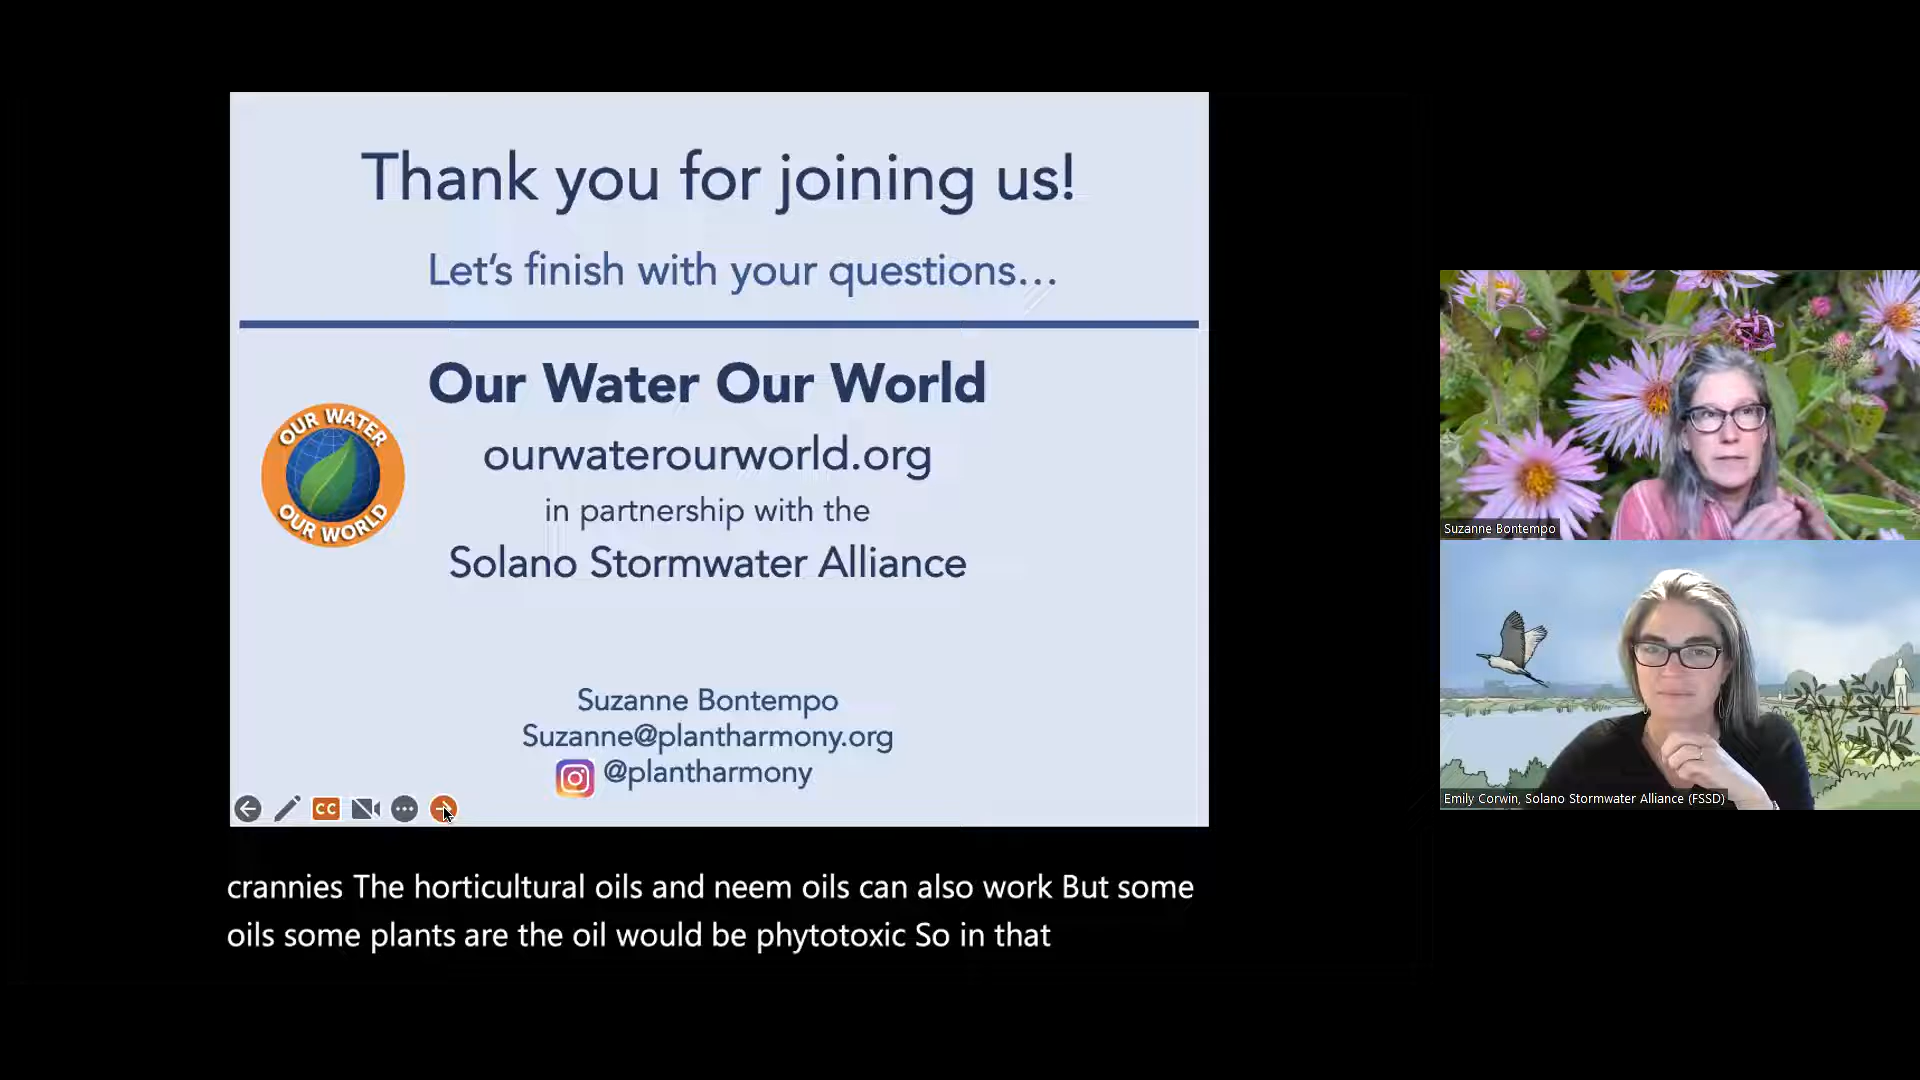 Thank you for joining us!
Let's finish with your questions...
Our Water Our World
OUR WATER
OUR WORLD
ourwaterourworld.org
in partnership with the
Solano Stormwater Alliance
Suzanne Bontempo
Suzanne@plantharmony.org
@plantharmony
CC
crannies The horticultural oils and neem oils can also work But some
oils some plants are the oil would be phytotoxic So in that
Suzanne Bontempo
Emily Corwin, Solano Stormwater Alliance (FSSD)